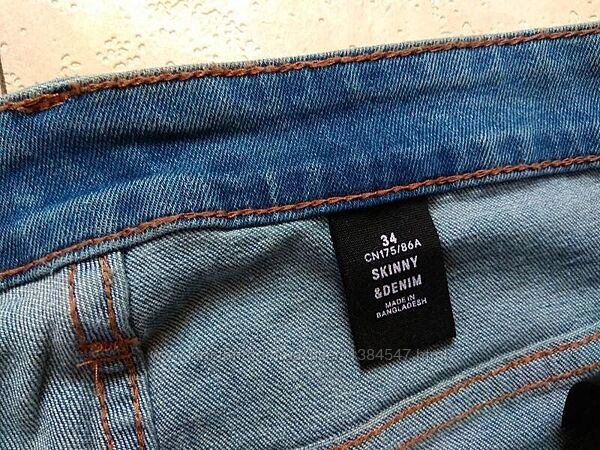 34
CN175/86A
SKINNY
&DENIM
MADE IN
BANGLADESH